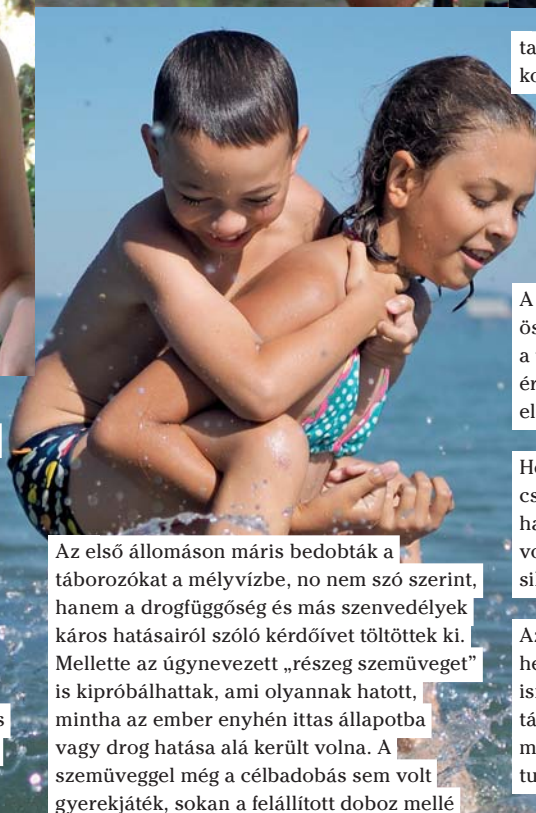 Az első állomáson máris bedobták a
táborozókat a mélyvízbe, no nem szó szerint,
hanem a drogfüggőség és más szenvedélyek
káros hatásairól szóló kérdőívet töltöttek ki.
Mellette az úgynevezett „részeg szemüveget”
is kipróbálhattak, ami olyannak hatott,
mintha az ember enyhén ittas állapotba
vagy drog hatása alá került volna. A
szemüveggel még a célbadobás sem volt
gyerekjáték, sokan a felállított doboz mellé
A